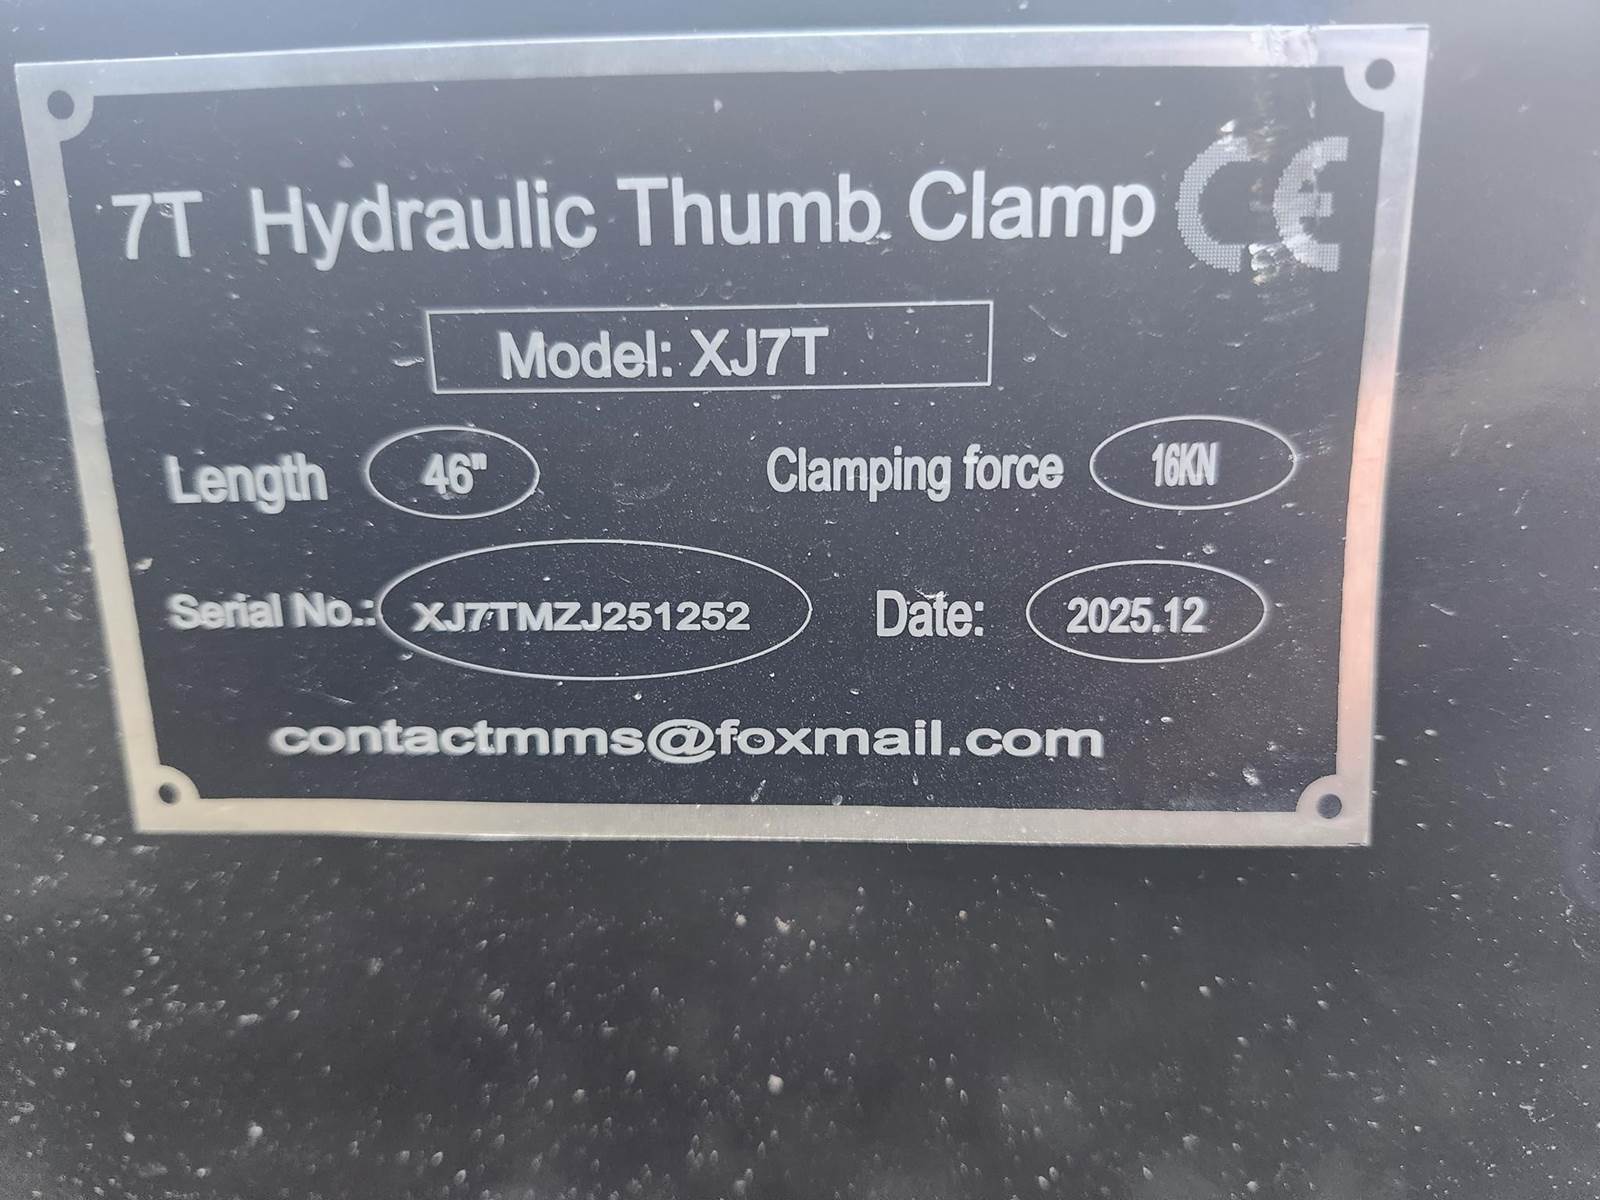 7T Hydraulic Thumb Clamp CE
Model: XJ7T
Length 46" Clamping force 16KN
Serial No.: XJ7TMZJ251252 Date: 2025.12
contactmms@foxmail.com